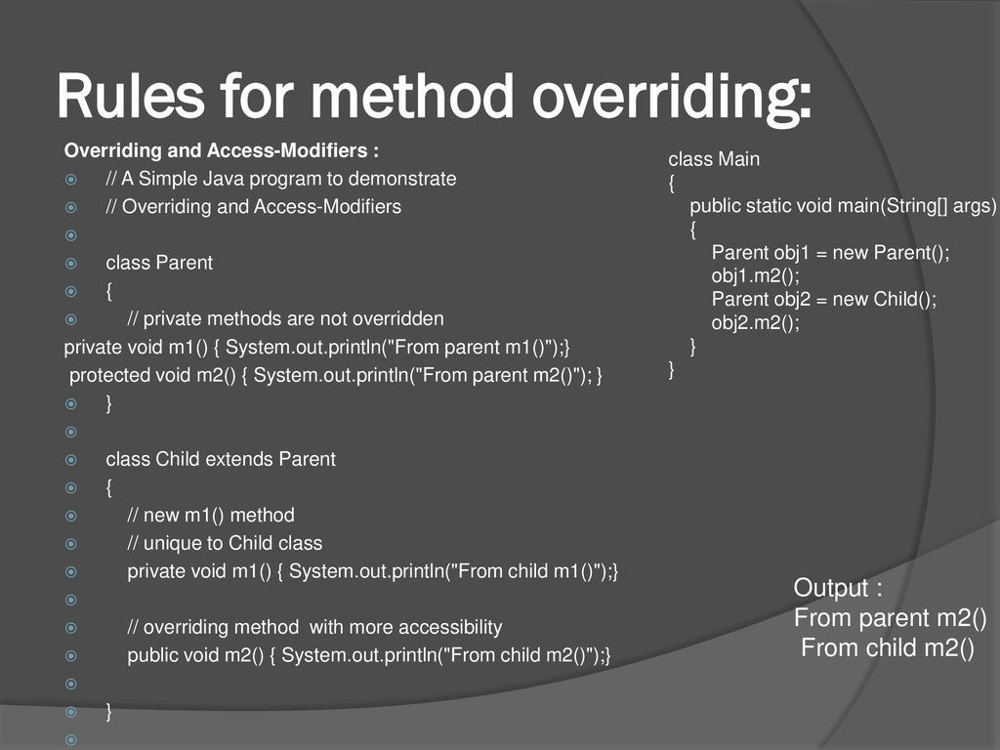 Rules for method overriding:
Overriding and Access-Modifiers :
// A Simple Java program to demonstrate
// Overriding and Access-Modifiers
class Parent
{
// private methods are not overridden
private void m1() { System.out.println("From parent m1()");}
protected void m2() { System.out.println("From parent m2()"); }
}
class Child extends Parent
{
// new m1() method
// unique to Child class
private void m1() { System.out.println("From child m1()");}
// overriding method  with more accessibility
public void m2() { System.out.println("From child m2()");}
}
class Main
{
public static void main(String[] args)
{
Parent obj1 = new Parent();
obj1.m2();
Parent obj2 = new Child();
obj2.m2();
}
}
Output :
From parent m2()
From child m2()